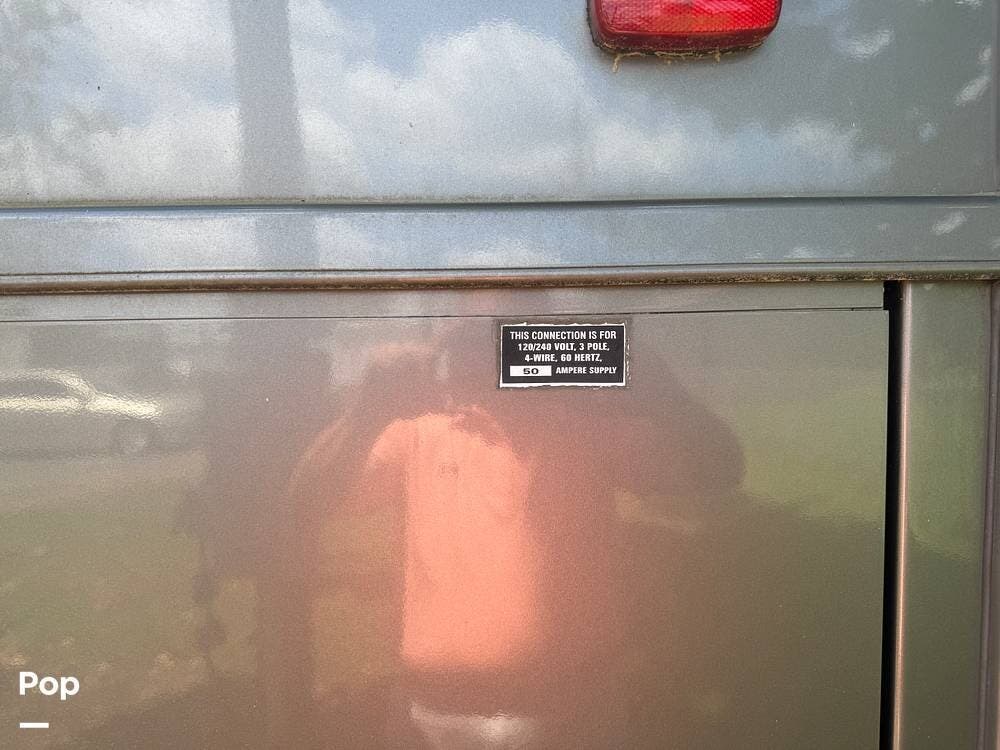 THIS CONNECTION IS FOR
120/240 VOLT, 3 POLE,
4-WIRE, 60 HERTZ,
50 AMPERE SUPPLY
Pop